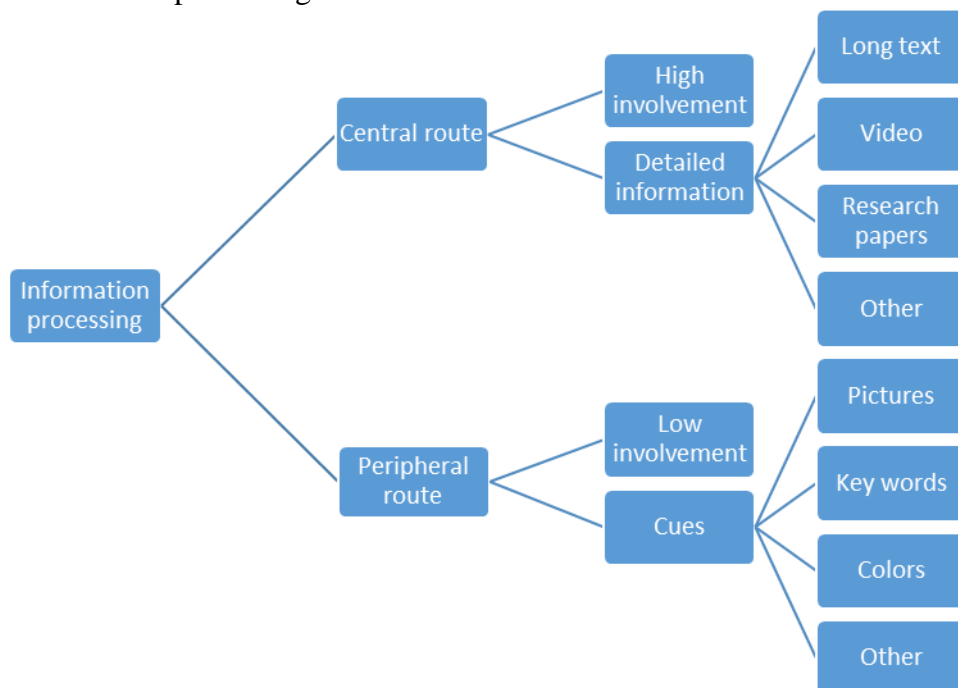 Information
processing
Central route
High
involvement
Detailed
information
Long text
Video
Research
papers
Other
Peripheral
route
Low
involvement
Cues
Pictures
Key words
Colors
Other